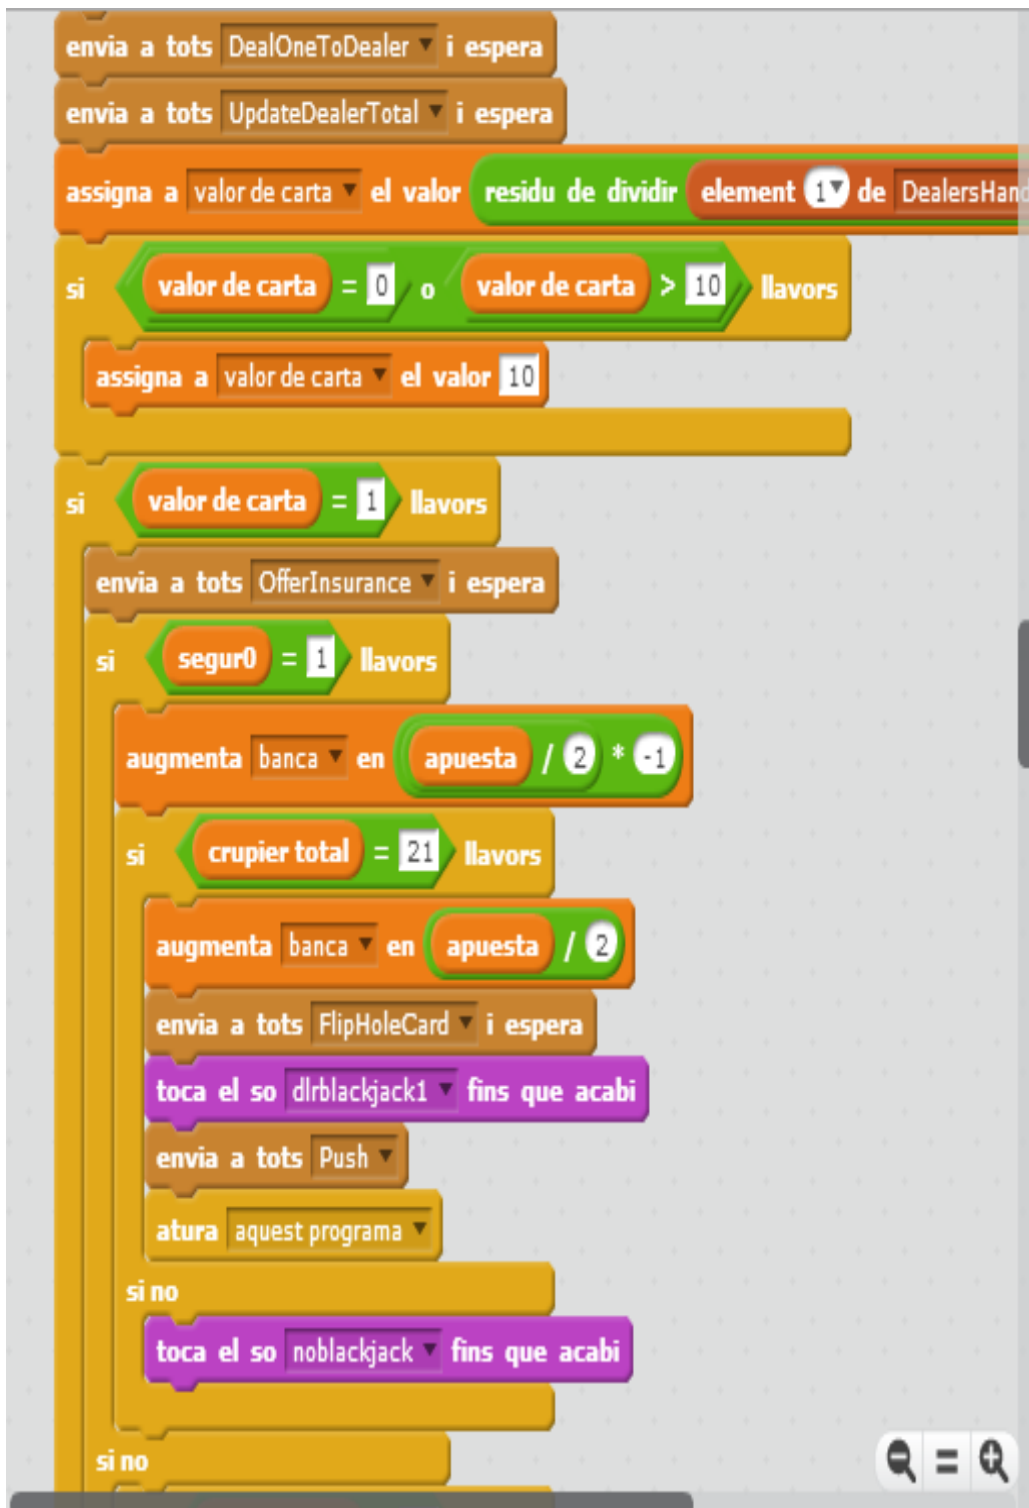 envia a tots DealOneToDealer i espera
envia a tots UpdateDealerTotal i espera
assigna a valor de carta el valor residu de dividir element 1 de DealersHand
si valor de carta = 0 o valor de carta > 10 llavors
assigna a valor de carta el valor 10
si valor de carta = 1 llavors
envia a tots OfferInsurance i espera
si segur0 = 1 llavors
augmenta banca en apuesta / 2 * -1
si crupier total = 21 llavors
augmenta banca en apuesta / 2
envia a tots FlipHoleCard i espera
toca el so dlrblackjack1 fins que acabi
envia a tots Push
atura aquest programa
si no
toca el so noblackjack fins que acabi
si no